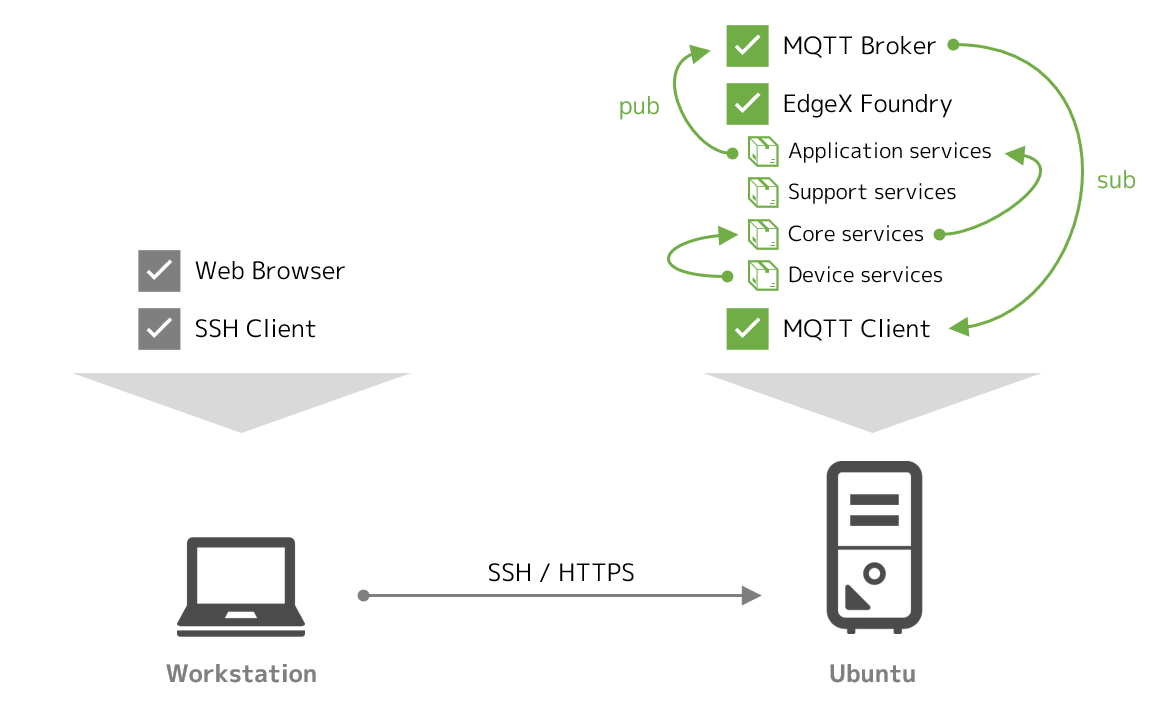 MQTT Broker
pub
EdgeX Foundry
Application services
sub
Support services
Core services
Device services
MQTT Client
Web Browser
SSH Client
SSH / HTTPS
Workstation
Ubuntu